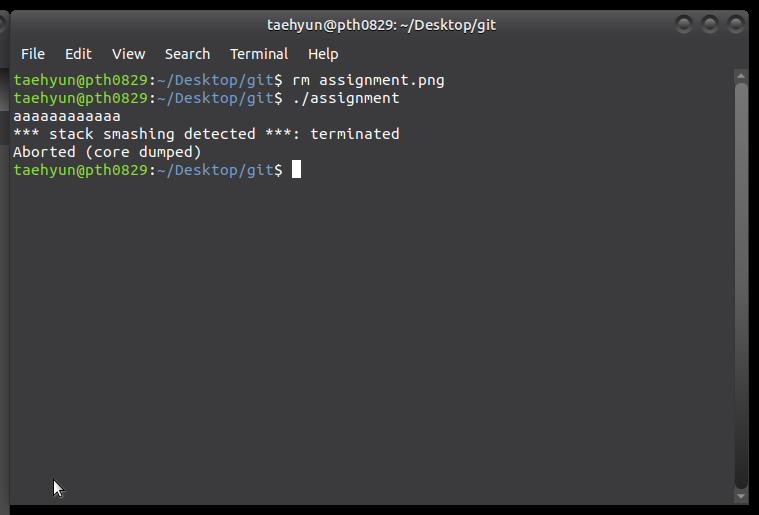 taehyun@pth0829: ~/Desktop/git
File Edit View Search Terminal Help
taehyun@pth0829:~/Desktop/git$ rm assignment.png
taehyun@pth0829:~/Desktop/git$ ./assignment
aaaaaaaaaaaa
*** stack smashing detected ***: terminated
Aborted (core dumped)
taehyun@pth0829:~/Desktop/git$